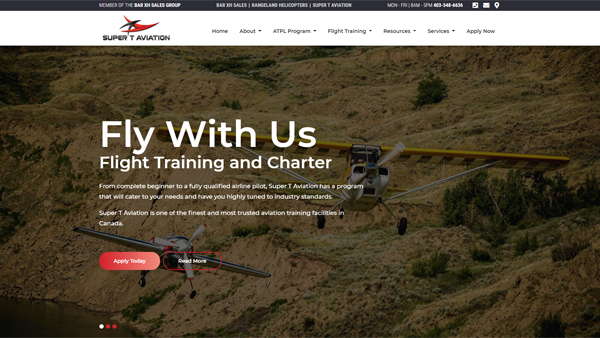 MEMBER OF THE BAR XH SALES GROUP
BAR XH SALES | RANGELAND HELICOPTERS | SUPER T AVIATION
MON - FRI | 8AM - 5PM 403-548-6636
SUPER T AVIATION
Home About ATPL Program Flight Training Resources Services Apply Now
Fly With Us
Flight Training and Charter
From complete beginner to a fully qualified airline pilot, Super T Aviation has a program
that will cater to your needs and have you highly tuned to industry standards.
Super T Aviation is one of the finest and most trusted aviation training facilities in
Canada.
Apply Today Read More